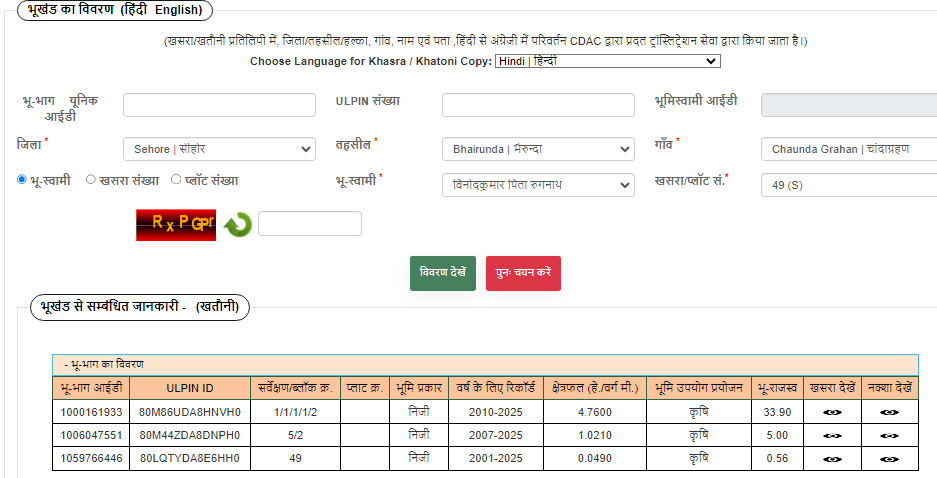 भूखंड का विवरण (हिंदी English)
(खसरा/खतौनी प्रतिलिपी में, जिला/तहसील/हल्का, गांव, नाम एवं पता ,हिंदी से अंग्रेजी में परिवर्तन CDAC द्वारा प्रदत ट्रांस्लिट्रेशन सेवा द्वारा किया जाता है।)
Choose Language for Khasra / Khatoni Copy: Hindi | हिन्दी
भू-भाग यूनिक आईडी ULPIN संख्या भूमिस्वामी आईडी
जिला * Sehore | सीहोर तहसील * Bhairunda | भैरुन्दा गाँव * Chaunda Grahan | चांदाग्रहण
भू-स्वामी खसरा संख्या प्लॉट संख्या भू-स्वामी * विनोदकुमार पिता रुगनाथ खसरा/प्लॉट सं.* 49 (S)
RxPGpr
विवरण देखें पुनः चयन करें
भूखंड से सम्बंधित जानकारी - (खतौनी)
- भू-भाग का विवरण
भू-भाग आईडी ULPIN ID सर्वेक्षण/ब्लॉक क्र. प्लाट क्र. भूमि प्रकार वर्ष के लिए रिकॉर्ड क्षेत्रफल (हे./वर्ग मी.) भूमि उपयोग प्रयोजन भू-राजस्व खसरा देखें नक्शा देखें
1000161933 80M86UDA8HNVH0 1/1/1/1/2 निजी 2010-2025 4.7600 कृषि 33.90
1006047551 80M44ZDA8DNPH0 5/2 निजी 2007-2025 1.0210 कृषि 5.00
1059766446 80LQTYDA8E6HH0 49 निजी 2001-2025 0.0490 कृषि 0.56